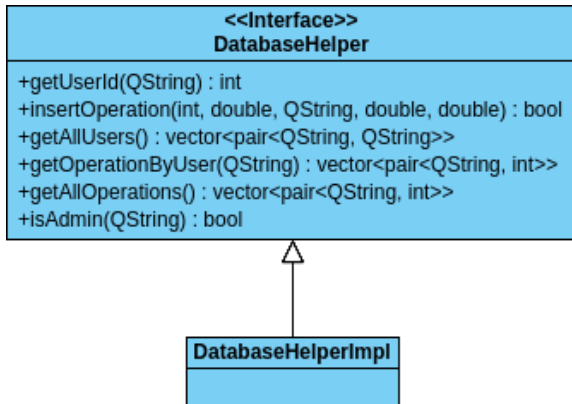 <<Interface>>
DatabaseHelper
+getUserId(QString) : int
+insertOperation(int, double, QString, double, double) : bool
+getAllUsers() : vector<pair<QString, QString>>
+getOperationByUser(QString) : vector<pair<QString, int>>
+getAllOperations() : vector<pair<QString, int>>
+isAdmin(QString) : bool
DatabaseHelperImpl